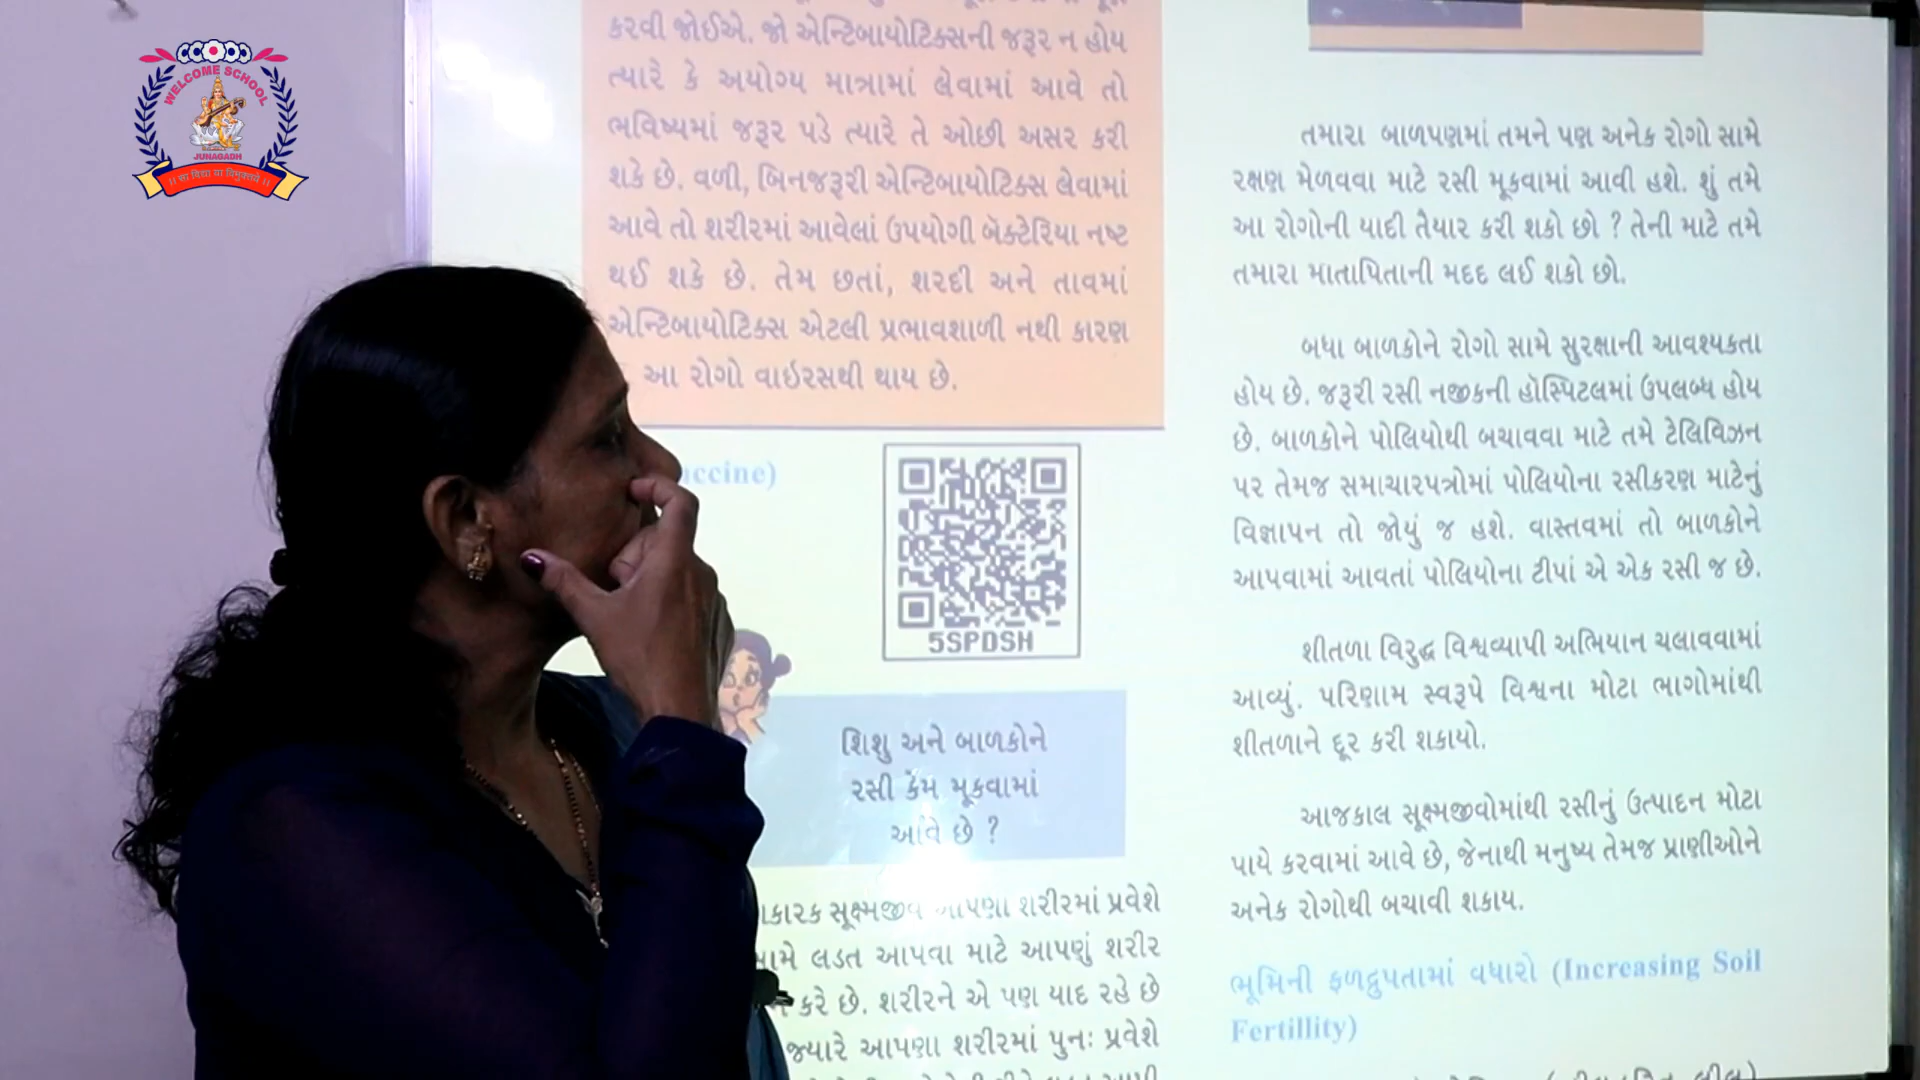 WELCOME SCHOOL
JUNAGADH
।। सा विद्या या विमुक्तये ।।
કરવી જોઈએ. જો એન્ટિબાયોટિક્સની જરૂર ન હોય
ત્યારે કે અયોગ્ય માત્રામાં લેવામાં આવે તો
ભવિષ્યમાં જરૂર પડે ત્યારે તે ઓછી અસર કરી
શકે છે. વળી, બિનજરૂરી એન્ટિબાયોટિક્સ લેવામાં
આવે તો શરીરમાં આવેલાં ઉપયોગી બૅક્ટેરિયા નષ્ટ
થઈ શકે છે. તેમ છતાં, શરદી અને તાવમાં
એન્ટિબાયોટિક્સ એટલી પ્રભાવશાળી નથી કારણ
આ રોગો વાઇરસથી થાય છે.
ccine)
5SPDSH
શિશુ અને બાળકોને
રસી કેમ મૂકવામાં
આવે છે ?
કારક સૂક્ષ્મજીવ આપણા શરીરમાં પ્રવેશે
લડત આપવા માટે આપણું શરીર
કરે છે. શરીરને એ પણ યાદ રહે છે
જ્યારે આપણા શરીરમાં પુનઃ પ્રવેશે
તમારા બાળપણમાં તમને પણ અનેક રોગો સામે
રક્ષણ મેળવવા માટે રસી મૂકવામાં આવી હશે. શું તમે
આ રોગોની યાદી તૈયાર કરી શકો છો ? તેની માટે તમે
તમારા માતાપિતાની મદદ લઈ શકો છો.
બધા બાળકોને રોગો સામે સુરક્ષાની આવશ્યકતા
હોય છે. જરૂરી રસી નજીકની હૉસ્પિટલમાં ઉપલબ્ધ હોય
છે. બાળકોને પોલિયોથી બચાવવા માટે તમે ટેલિવિઝન
પર તેમજ સમાચારપત્રોમાં પોલિયોના રસીકરણ માટેનું
વિજ્ઞાપન તો જોયું જ હશે. વાસ્તવમાં તો બાળકોને
આપવામાં આવતાં પોલિયોના ટીપાં એ એક રસી જ છે.
શીતળા વિરુદ્ધ વિશ્વવ્યાપી અભિયાન ચલાવવામાં
આવ્યું. પરિણામ સ્વરૂપે વિશ્વના મોટા ભાગોમાંથી
શીતળાને દૂર કરી શકાયો.
આજકાલ સૂક્ષ્મજીવોમાંથી રસીનું ઉત્પાદન મોટા
પાયે કરવામાં આવે છે, જેનાથી મનુષ્ય તેમજ પ્રાણીઓને
અનેક રોગોથી બચાવી શકાય.
ભૂમિની ફળદ્રુપતામાં વધારો (Increasing Soil
Fertillity)